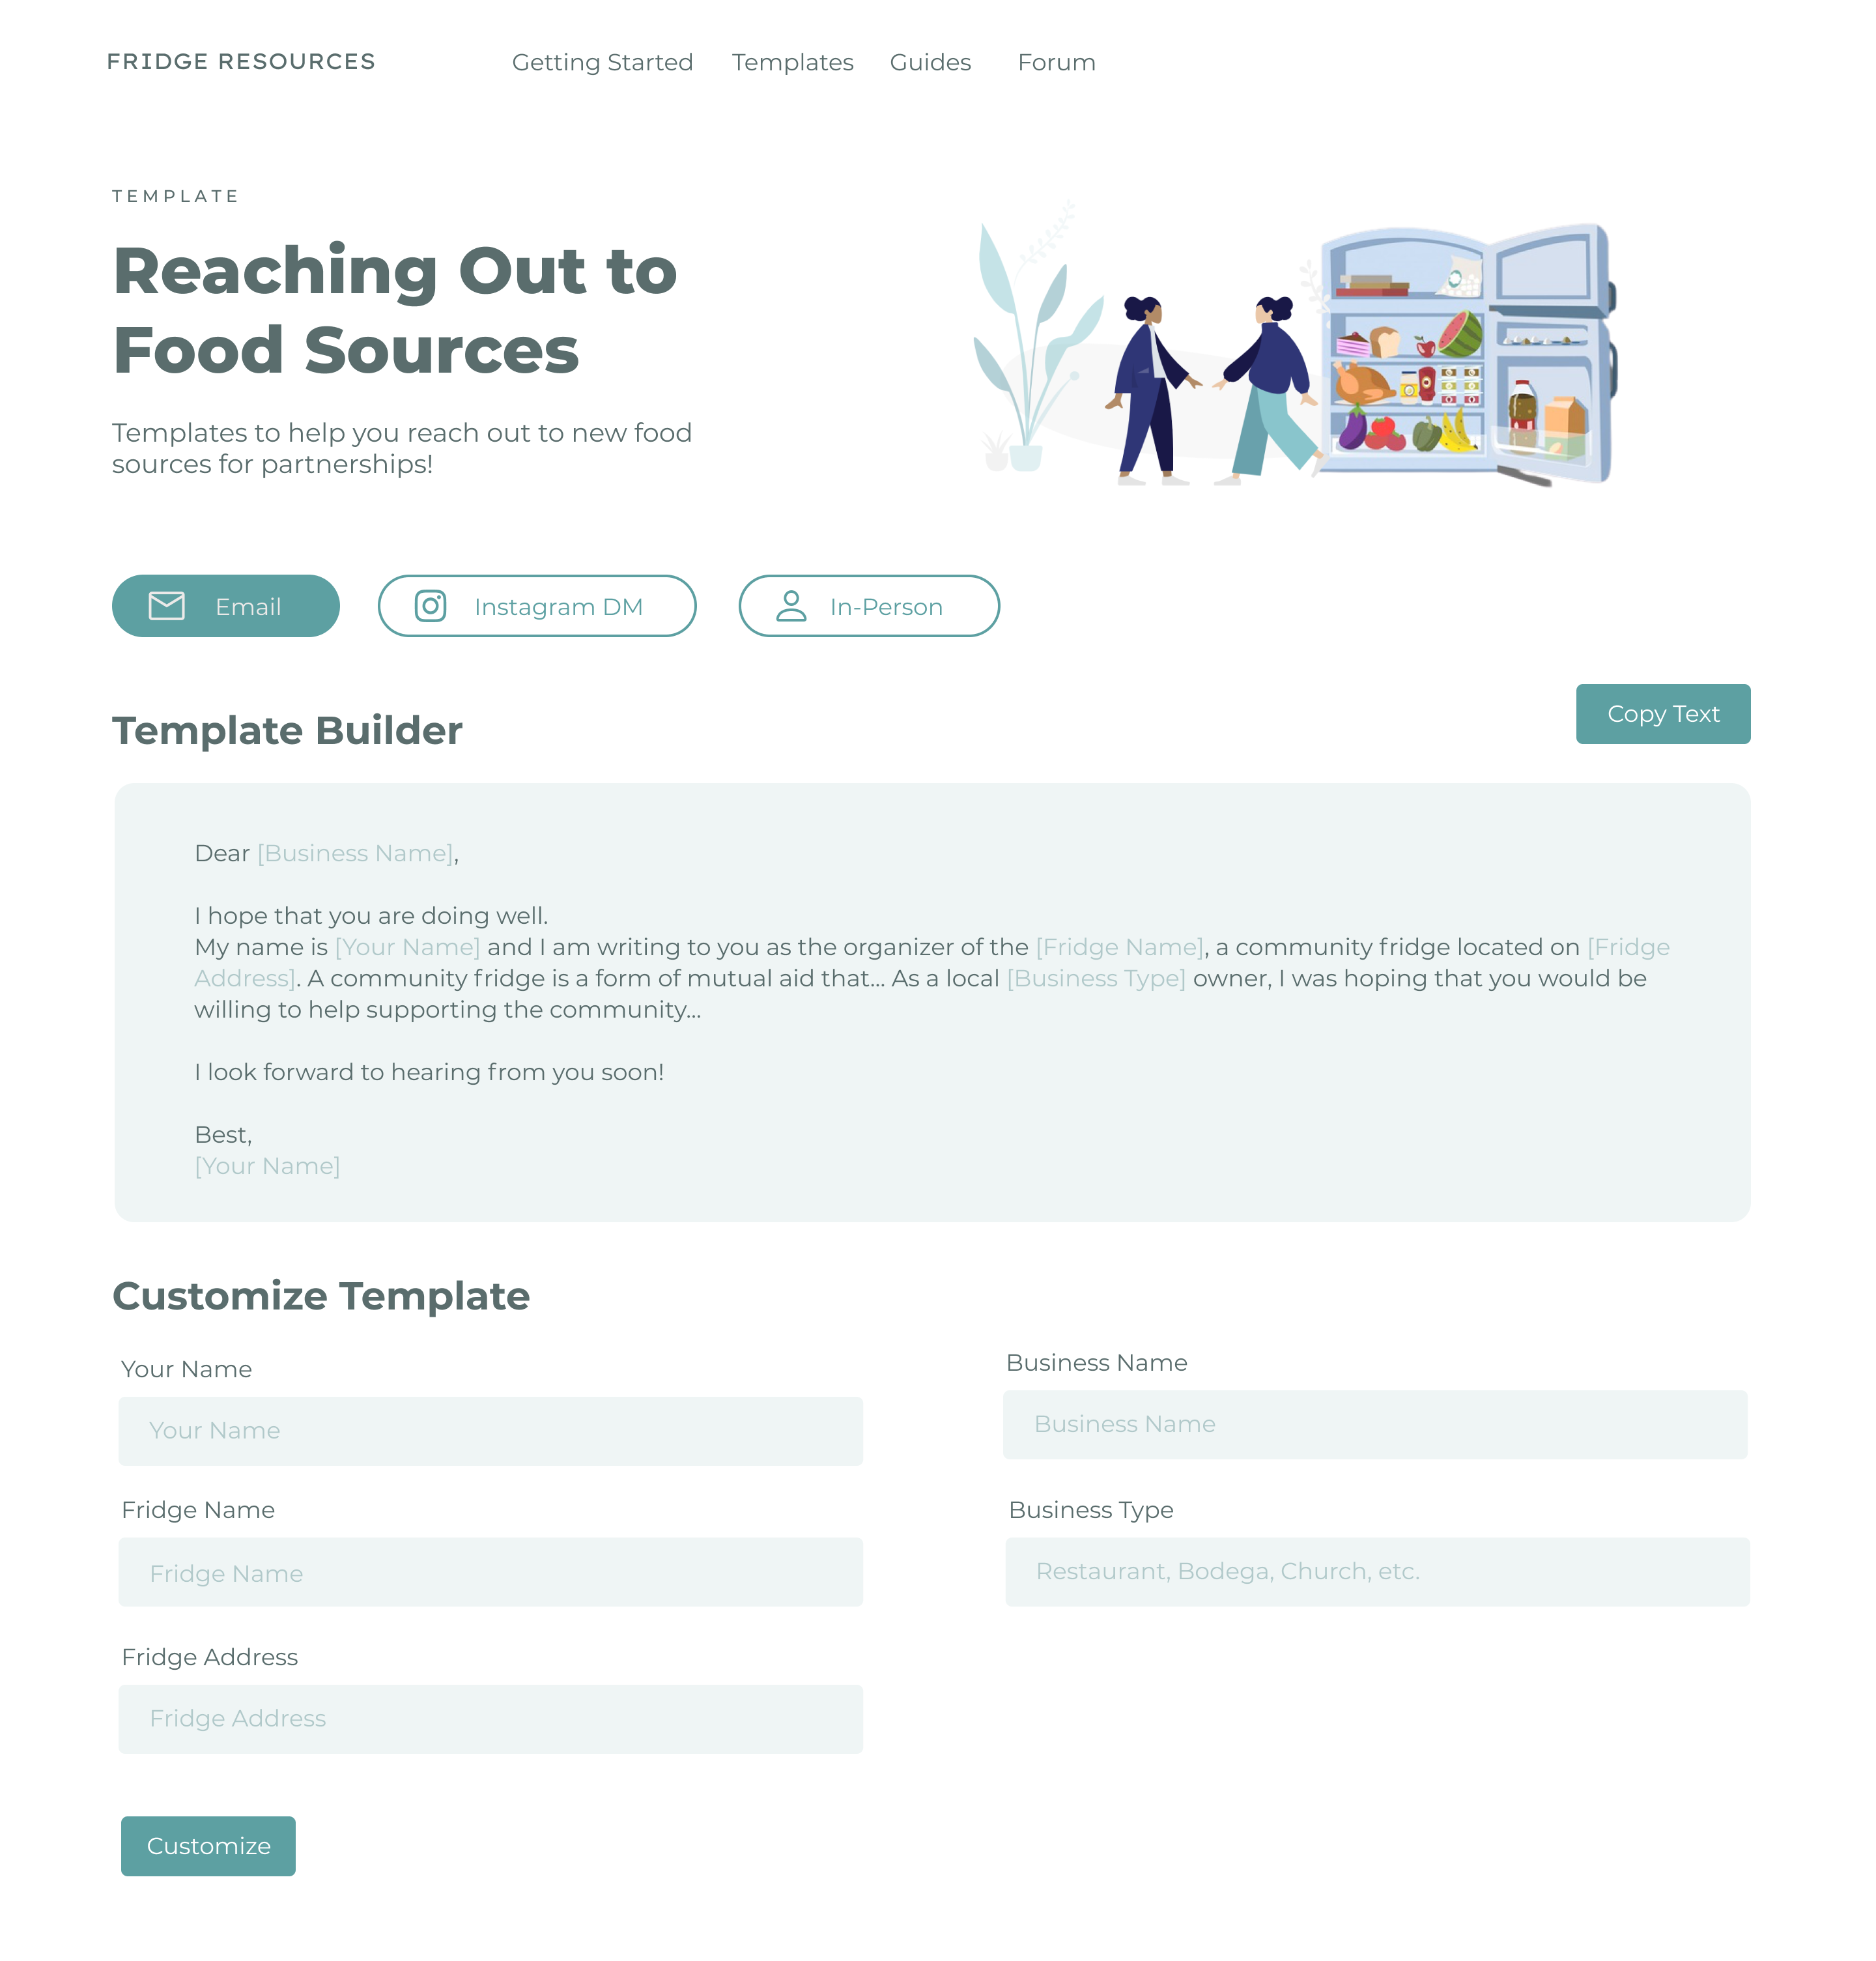 FRIDGE RESOURCES
Getting Started
Templates
Guides
Forum
TEMPLATE
Reaching Out to
Food Sources
Templates to help you reach out to new food
sources for partnerships!
Email
Instagram DM
In-Person
Template Builder
Copy Text
Dear [Business Name],
I hope that you are doing well.
My name is [Your Name] and I am writing to you as the organizer of the [Fridge Name], a community fridge located on [Fridge
Address]. A community fridge is a form of mutual aid that... As a local [Business Type] owner, I was hoping that you would be
willing to help supporting the community...
I look forward to hearing from you soon!
Best,
[Your Name]
Customize Template
Your Name
Your Name
Business Name
Business Name
Fridge Name
Fridge Name
Business Type
Restaurant, Bodega, Church, etc.
Fridge Address
Fridge Address
Customize